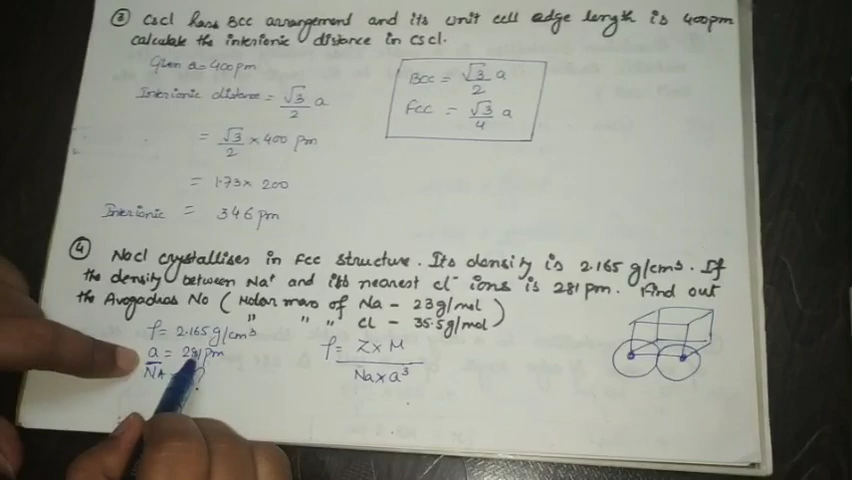 ③ CsCl has BCC arrangement and its unit cell edge length is 400pm
calculate the interionic distance in CsCl.
Given a = 400pm
Interionic distance = √3/2 a
= √3/2 × 400 pm
= 1.73 × 200
Interionic = 346 pm
BCC = √3/2 a
FCC = √3/4 a
④ NaCl crystallises in FCC structure. Its density is 2.165 g/cm³. If
the density between Na⁺ and its nearest Cl⁻ ions is 281 pm. Find out
the Avogadros No (Molar mass of Na – 23g/mol)
" " " Cl – 35.5g/mol)
f = 2.165 g/cm³
a = 281pm
NA = ?
f = Z × M / Na × a³